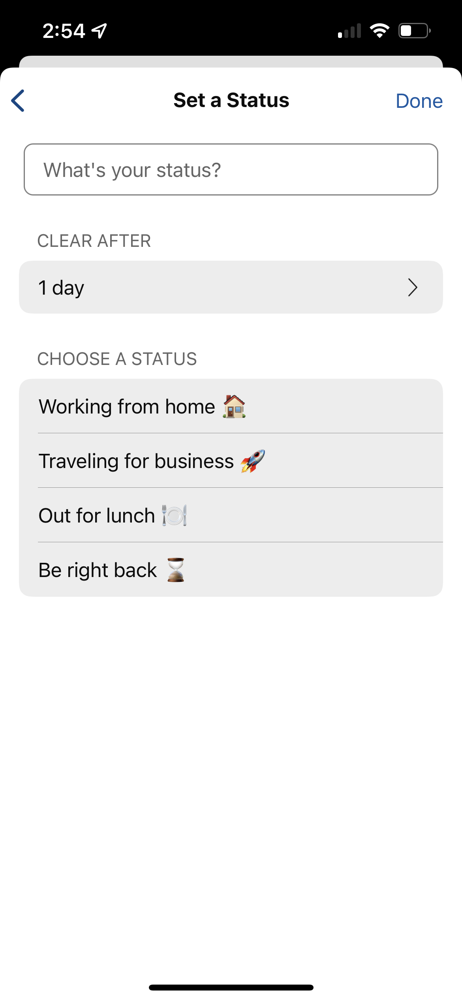 2:54
Set a Status
Done
What's your status?
CLEAR AFTER
1 day
CHOOSE A STATUS
Working from home 🏠
Traveling for business 🚀
Out for lunch 🍽️
Be right back ⏳